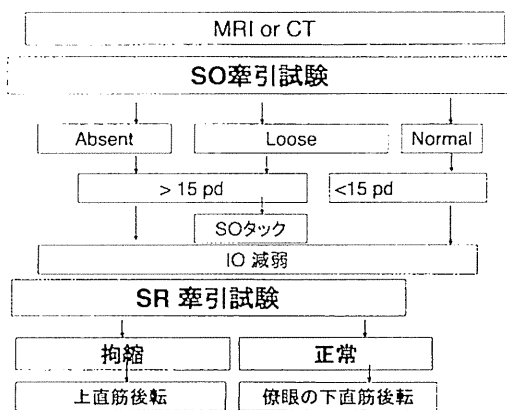 MRI or CT
SO牽引試験
Absent Loose Normal
> 15 pd <15 pd
SOタック
IO 減弱
SR 牽引試験
拘縮 正常
上直筋後転 僚眼の下直筋後転